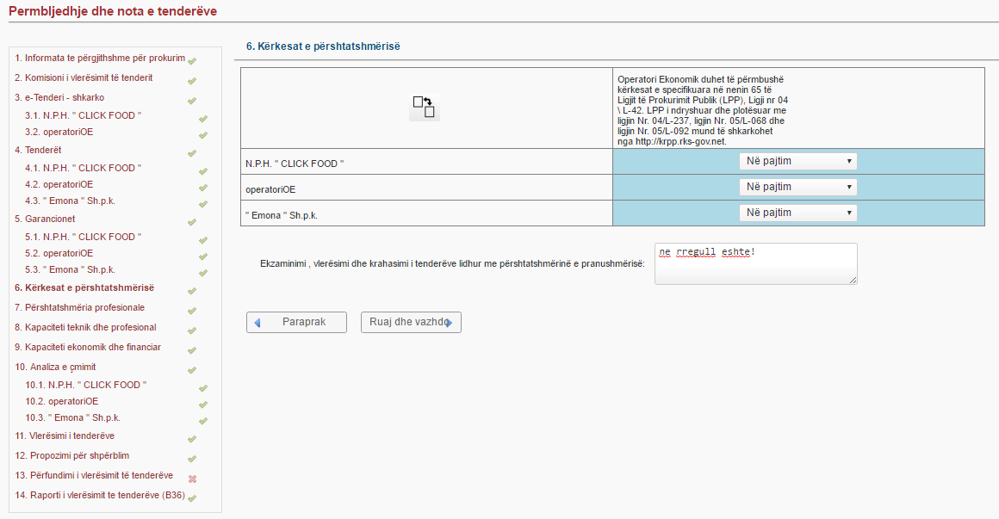 Permbljedhje dhe nota e tenderëve
1. Informata te përgjithshme për prokurim
2. Komisioni i vlerësimit të tenderit
3. e-Tenderi - shkarko
3.1. N.P.H. " CLICK FOOD "
3.2. operatoriOE
4. Tenderët
4.1. N.P.H. " CLICK FOOD "
4.2. operatoriOE
4.3. " Emona " Sh.p.k.
5. Garancionet
5.1. N.P.H. " CLICK FOOD "
5.2. operatoriOE
5.3. " Emona " Sh.p.k.
6. Kërkesat e përshtatshmërisë
7. Përshtatshmëria profesionale
8. Kapaciteti teknik dhe profesional
9. Kapaciteti ekonomik dhe financiar
10. Analiza e çmimit
10.1. N.P.H. " CLICK FOOD "
10.2. operatoriOE
10.3. " Emona " Sh.p.k.
11. Vlerësimi i tenderëve
12. Propozimi për shpërblim
13. Përfundimi i vlerësimit të tenderëve
14. Raporti i vlerësimit te tenderëve (B36)
6. Kërkesat e përshtatshmërisë
Operatori Ekonomik duhet të përmbushë
kërkesat e specifikuara në nenin 65 të
Ligjit të Prokurimit Publik (LPP), Ligji nr 04
\ L-42. LPP i ndryshuar dhe plotësuar me
ligjin Nr. 04/L-237, ligjin Nr. 05/L-068 dhe
ligjin Nr. 05/L-092 mund të shkarkohet
nga http://krpp.rks-gov.net.
N.P.H. " CLICK FOOD " Në pajtim
operatoriOE Në pajtim
" Emona " Sh.p.k. Në pajtim
Ekzaminimi , vlerësimi dhe krahasimi i tenderëve lidhur me përshtatshmërinë e pranushmërisë: ne rregull eshte!
Paraprak Ruaj dhe vazhdo